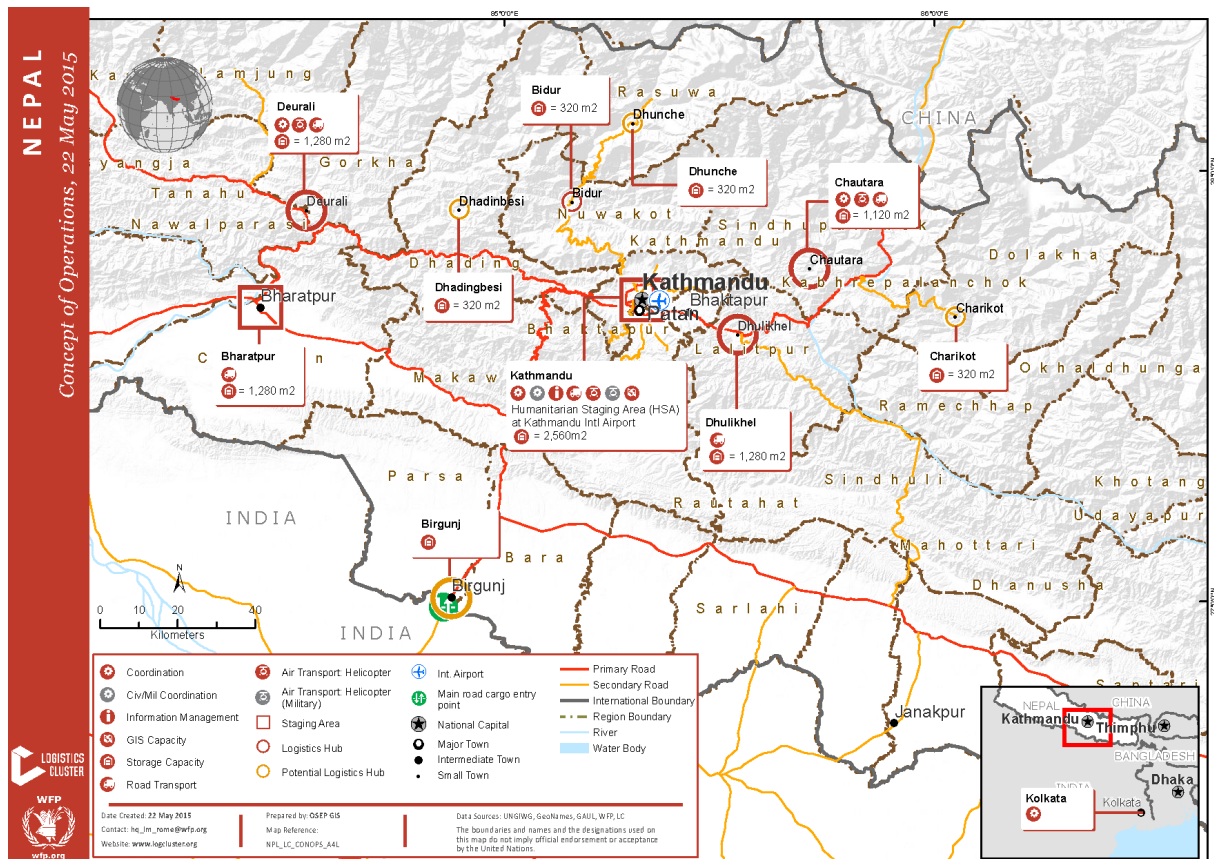 NEPAL
Concept of Operations, 22 May 2015
LOGISTICS
CLUSTER
WFP
wfp.org
85°0'0"E
86°0'0"E
Lamjung
Rasuwa
CHINA
Gorkha
Tanahu
Nawalparasi
Nuwakot
Kathmandu
Dolakha
Dhading
Kabhrepalanchok
Bhaktapur
Lalitpur
Okhaldhunga
Ramechhap
Parsa
Sindhuli
Khotang
Rautahat
Udayapur
INDIA
Bara
Mahottari
Dhanusha
Sarlahi
INDIA
Deurali
= 1,280 m2
Deurali
Bidur
= 320 m2
Bidur
Dhunche
Dhunche
= 320 m2
Chautara
= 1,120 m2
Chautara
Dhadinbesi
Dhadingbesi
= 320 m2
Kathmandu
Bhaktapur
Patan
Dhulikhel
Charikot
Charikot
= 320 m2
Bharatpur
Bharatpur
= 1,280 m2
Kathmandu
Humanitarian Staging Area (HSA)
at Kathmandu Intl Airport
= 2,560m2
Dhulikhel
= 1,280 m2
Birgunj
Birgunj
Janakpur
N
0 10 20 40
Kilometers
Coordination
Civ/Mil Coordination
Information Management
GIS Capacity
Storage Capacity
Road Transport
Air Transport: Helicopter
Air Transport: Helicopter
(Military)
Staging Area
Logistics Hub
Potential Logistics Hub
Int. Airport
Main road cargo entry
point
National Capital
Major Town
Intermediate Town
Small Town
Primary Road
Secondary Road
International Boundary
Region Boundary
River
Water Body
Date Created: 22 May 2015
Contact: hq_im_rome@wfp.org
Website: www.logcluster.org
Prepared by: OSEP GIS
Map Reference:
NPL_LC_CONOPS_A4L
Data Sources: UNGIWG, GeoNames, GAUL, WFP, LC
The boundaries and names and the designations used on
this map do not imply official endorsement or acceptance
by the United Nations.
NEPAL
CHINA
Kathmandu
Thimphu
BANGLADESH
Dhaka
INDIA
Kolkata
Kolkata